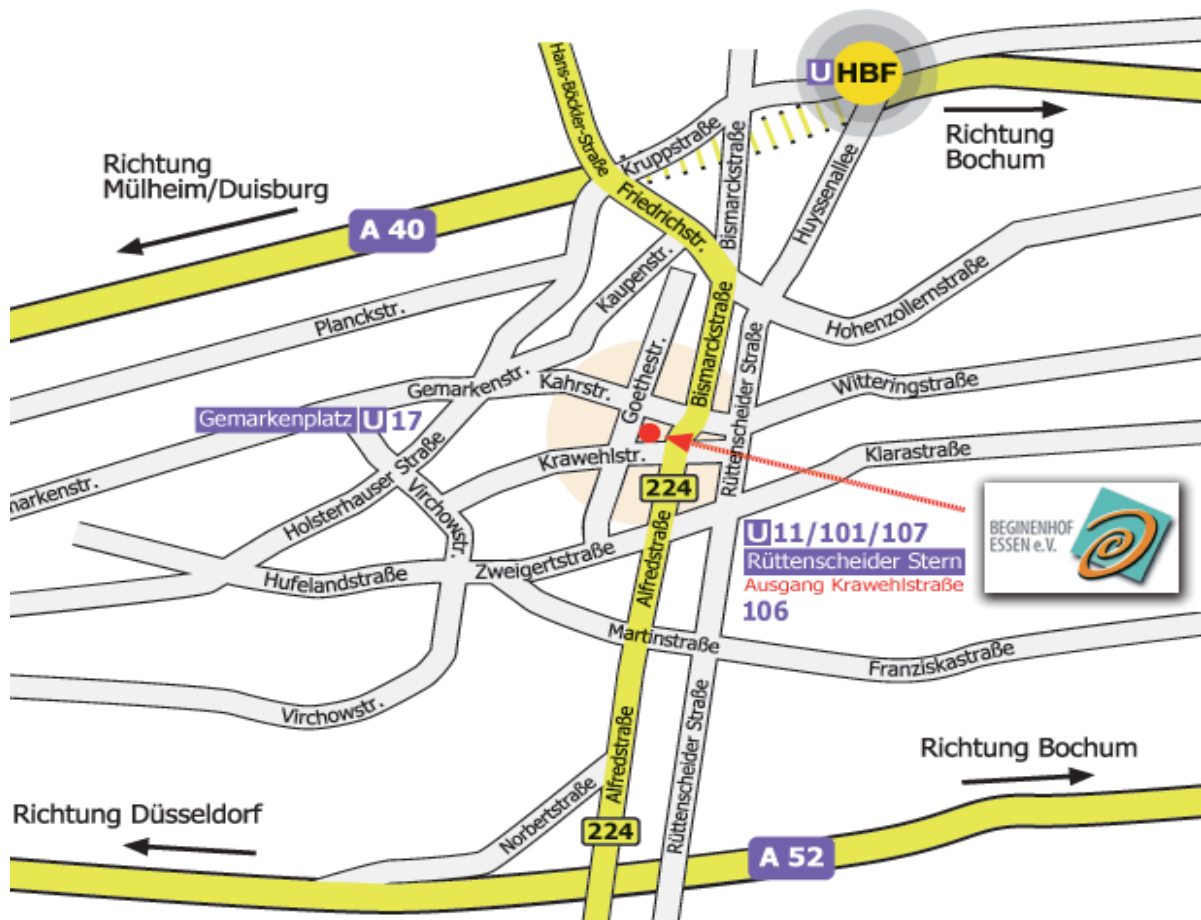 Hans-Böckler-Straße
U HBF
Richtung
Bochum
Richtung
Mülheim/Duisburg
A 40
Kruppstraße
Friedrichstr.
Bismarckstraße
Huyssenallee
Kaupenstr.
Planckstr.
Hohenzollernstraße
Bismarckstraße
Rüttenscheider Straße
Goethestr.
Gemarkenstr.
Kahrstr.
Witteringstraße
Gemarkenplatz U 17
Krawehlstr.
Klarastraße
markenstr.
Holsterhauser Straße
Virchowstr.
224
BEGINENHOF
ESSEN e.V.
U 11/101/107
Rüttenscheider Stern
Ausgang Krawehlstraße
106
Hufelandstraße
Zweigertstraße
Alfredstraße
Martinstraße
Franziskastraße
Virchowstr.
Rüttenscheider Straße
Alfredstraße
Norbertstraße
Richtung Bochum
Richtung Düsseldorf
224
A 52